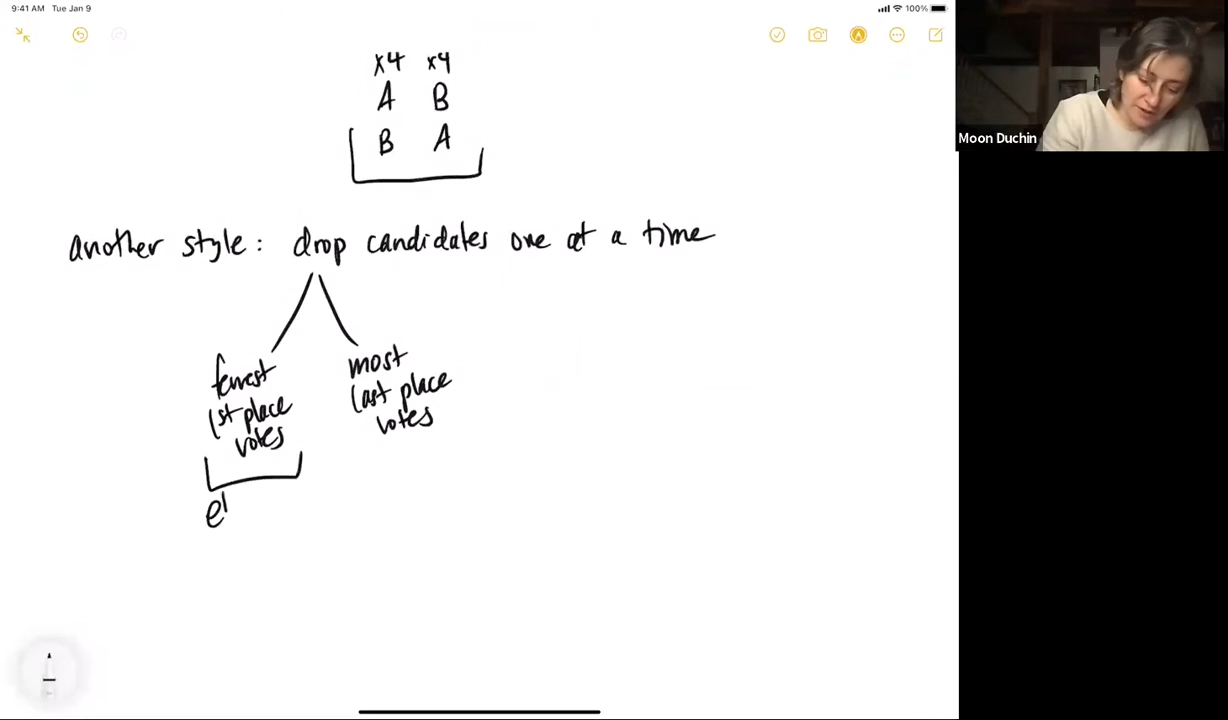 9:41 AM Tue Jan 9
100%
x4 x4
A B
B A
Moon Duchin
another style: drop candidates one at a time
fewest
1st place
votes
most
last place
votes
el